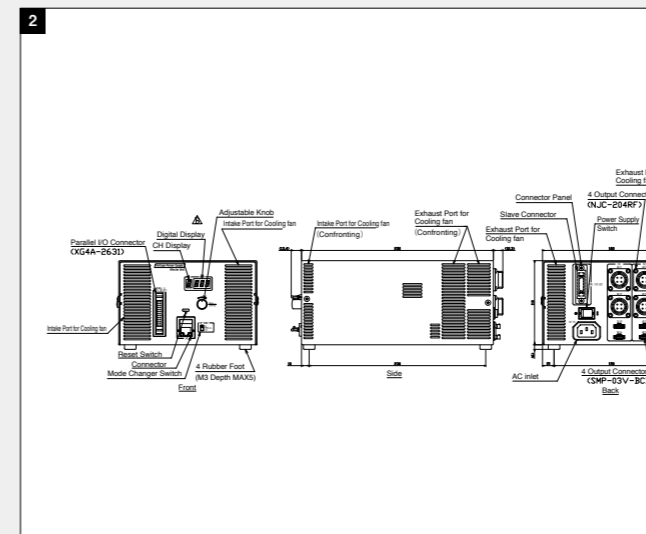 2
Adjustable Knob
Intake Port for Cooling fan
Digital Display
CH Display
Parallel I/O Connector
(XG4A-2631)
Intake Port for Cooling fan
Reset Switch
Connector
Mode Changer Switch
4 Rubber Foot
(M3 Depth MAX5)
Front
Intake Port for Cooling fan
(Confronting)
Exhaust Port for
Cooling fan
(Confronting)
Side
Exhaust
Cooling
Connector Panel
4 Output
(NJC-204RF)
Slave Connector
Power Supply
Switch
Exhaust Port for
Cooling fan
AC inlet
4 Output Connector
(SMP-03V-BC)
Back